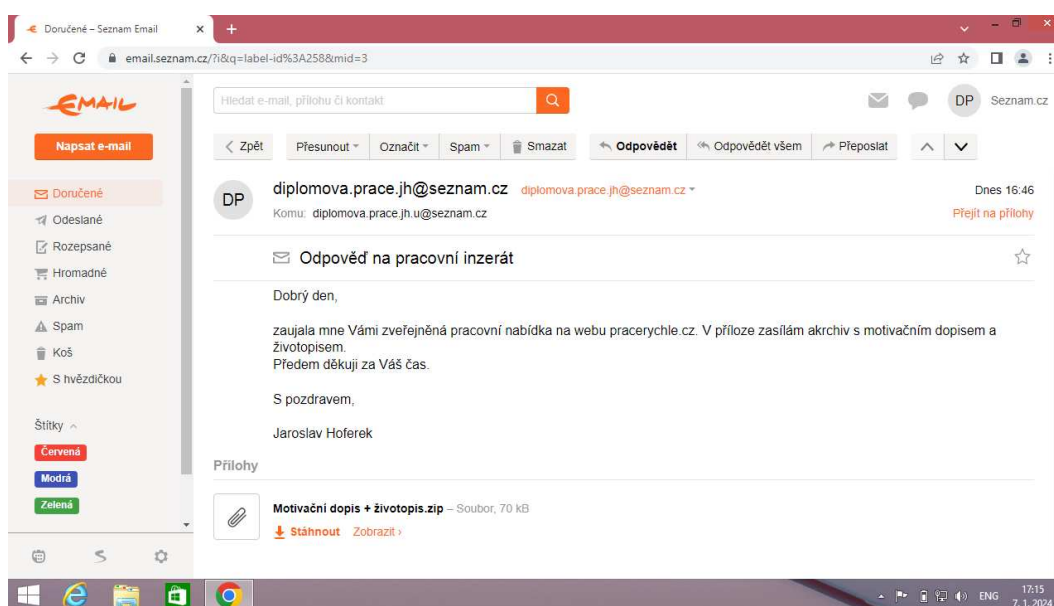 Doručené – Seznam Email
email.seznam.cz/?i&q=label-id%3A258&mid=3
EMAIL
Hledat e-mail, přílohu či kontakt
DP Seznam.cz
Napsat e-mail
Zpět Přesunout Označit Spam Smazat Odpovědět Odpovědět všem Přeposlat
Doručené
Odeslané
Rozepsané
Hromadné
Archiv
Spam
Koš
S hvězdičkou
Štítky
Červená
Modrá
Zelená
DP
diplomova.prace.jh@seznam.cz diplomova.prace.jh@seznam.cz
Dnes 16:46
Komu: diplomova.prace.jh.u@seznam.cz
Přejít na přílohy
Odpověď na pracovní inzerát
Dobrý den,
zaujala mne Vámi zveřejněná pracovní nabídka na webu pracerychle.cz. V příloze zasílám akrchiv s motivačním dopisem a
životopisem.
Předem děkuji za Váš čas.
S pozdravem,
Jaroslav Hoferek
Přílohy
Motivační dopis + životopis.zip – Soubor, 70 kB
Stáhnout Zobrazit ›
ENG
17:15
7. 1. 2024